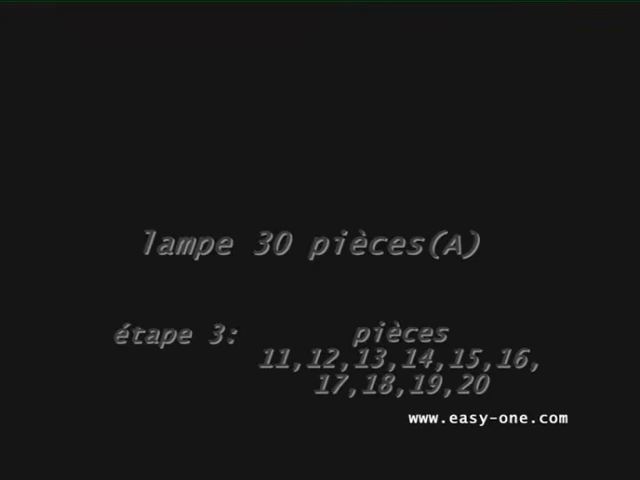 lampe 30 pièces(A)
étape 3: pièces
11,12,13,14,15,16,
17,18,19,20
www.easy-one.com